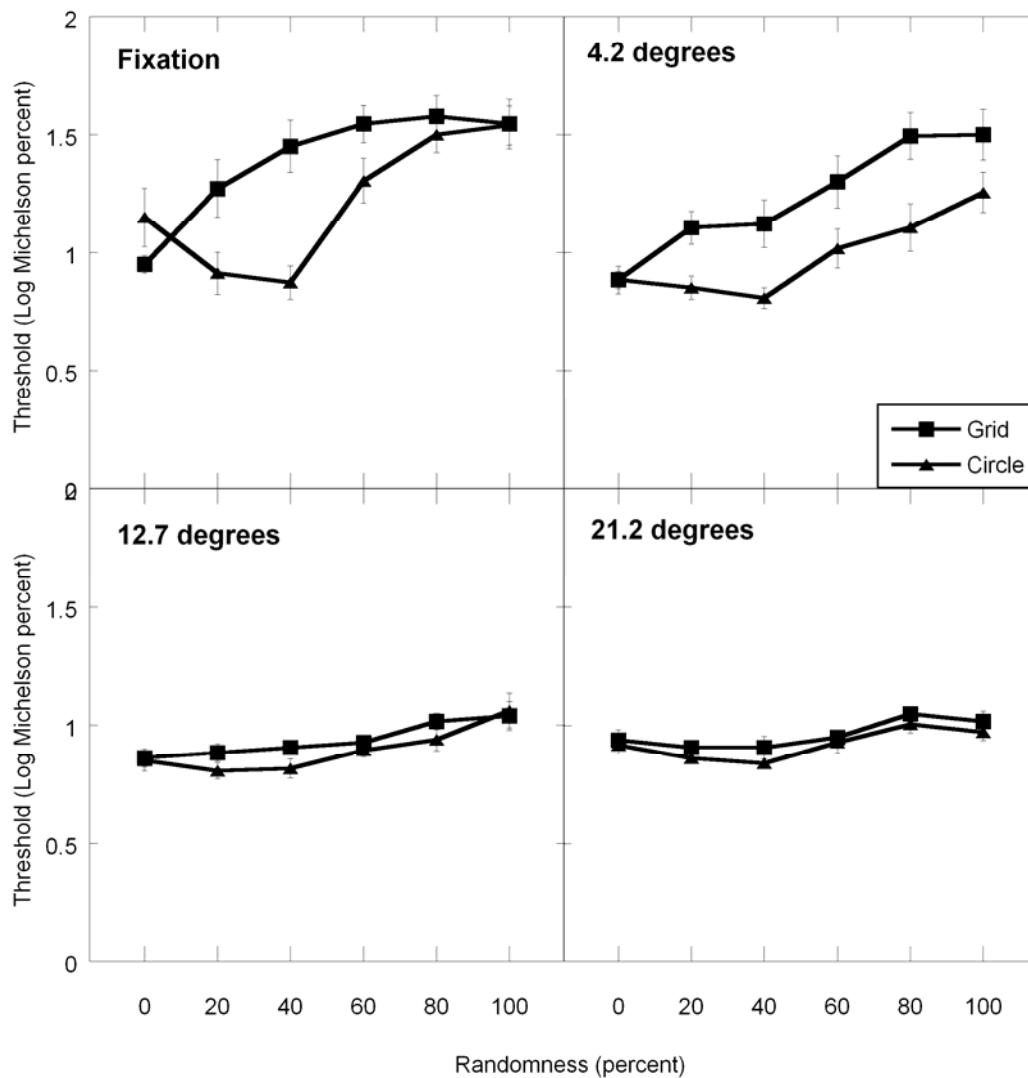 Fixation
4.2 degrees
Threshold (Log Michelson percent)
2
1.5
1
0.5
0
Grid
Circle
12.7 degrees
21.2 degrees
Threshold (Log Michelson percent)
2
1.5
1
0.5
0
0 20 40 60 80 100 0 20 40 60 80 100
Randomness (percent)